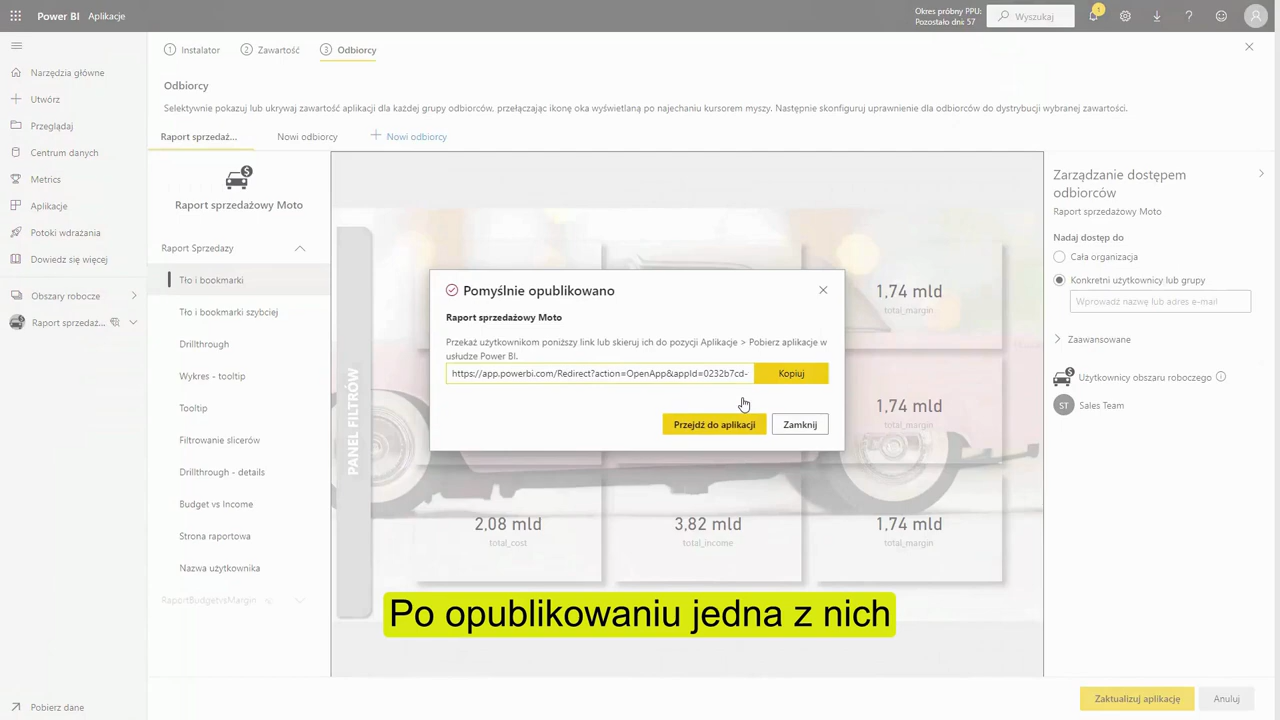 Power BI Aplikacje
Okres próbny PPU:
Pozostało dni: 57
Wyszukaj
1
1 Instalator 2 Zawartość 3 Odbiorcy
Odbiorcy
Selektywnie pokazuj lub ukrywaj zawartość aplikacji dla każdej grupy odbiorców, przełączając ikonę oka wyświetlaną po najechaniu kursorem myszy. Następnie skonfiguruj uprawnienie dla odbiorców do dystrybucji wybranej zawartości.
Raport sprzedaż... Nowi odbiorcy + Nowi odbiorcy
Narzędzia główne
Utwórz
Przeglądaj
Centrum danych
Metrics
Aplikacje
Potoki wdrażania
Dowiedz się więcej
Obszary robocze
Raport sprzedaż...
Pobierz dane
Raport sprzedażowy Moto
Raport Sprzedazy
Tło i bookmarki
Tło i bookmarki szybciej
Drillthrough
Wykres - tooltip
Tooltip
Filtrowanie slicerów
Drillthrough - details
Budget vs Income
Strona raportowa
Nazwa użytkownika
RaportBudgetvsMargin
PANEL FILTRÓW
1,74 mld
total_margin
1,74 mld
total_margin
2,08 mld
total_cost
3,82 mld
total_income
1,74 mld
total_margin
Pomyślnie opublikowano
Raport sprzedażowy Moto
Przekaż użytkownikom poniższy link lub skieruj ich do pozycji Aplikacje > Pobierz aplikacje w
usłudze Power BI.
https://app.powerbi.com/Redirect?action=OpenApp&appId=0232b7cd-
Kopiuj
Przejdź do aplikacji
Zamknij
Zarządzanie dostępem
odbiorców
Raport sprzedażowy Moto
Nadaj dostęp do
Cała organizacja
Konkretni użytkownicy lub grupy
Wprowadź nazwę lub adres e-mail
Zaawansowane
Użytkownicy obszaru roboczego
ST Sales Team
Po opublikowaniu jedna z nich
Zaktualizuj aplikację
Anuluj